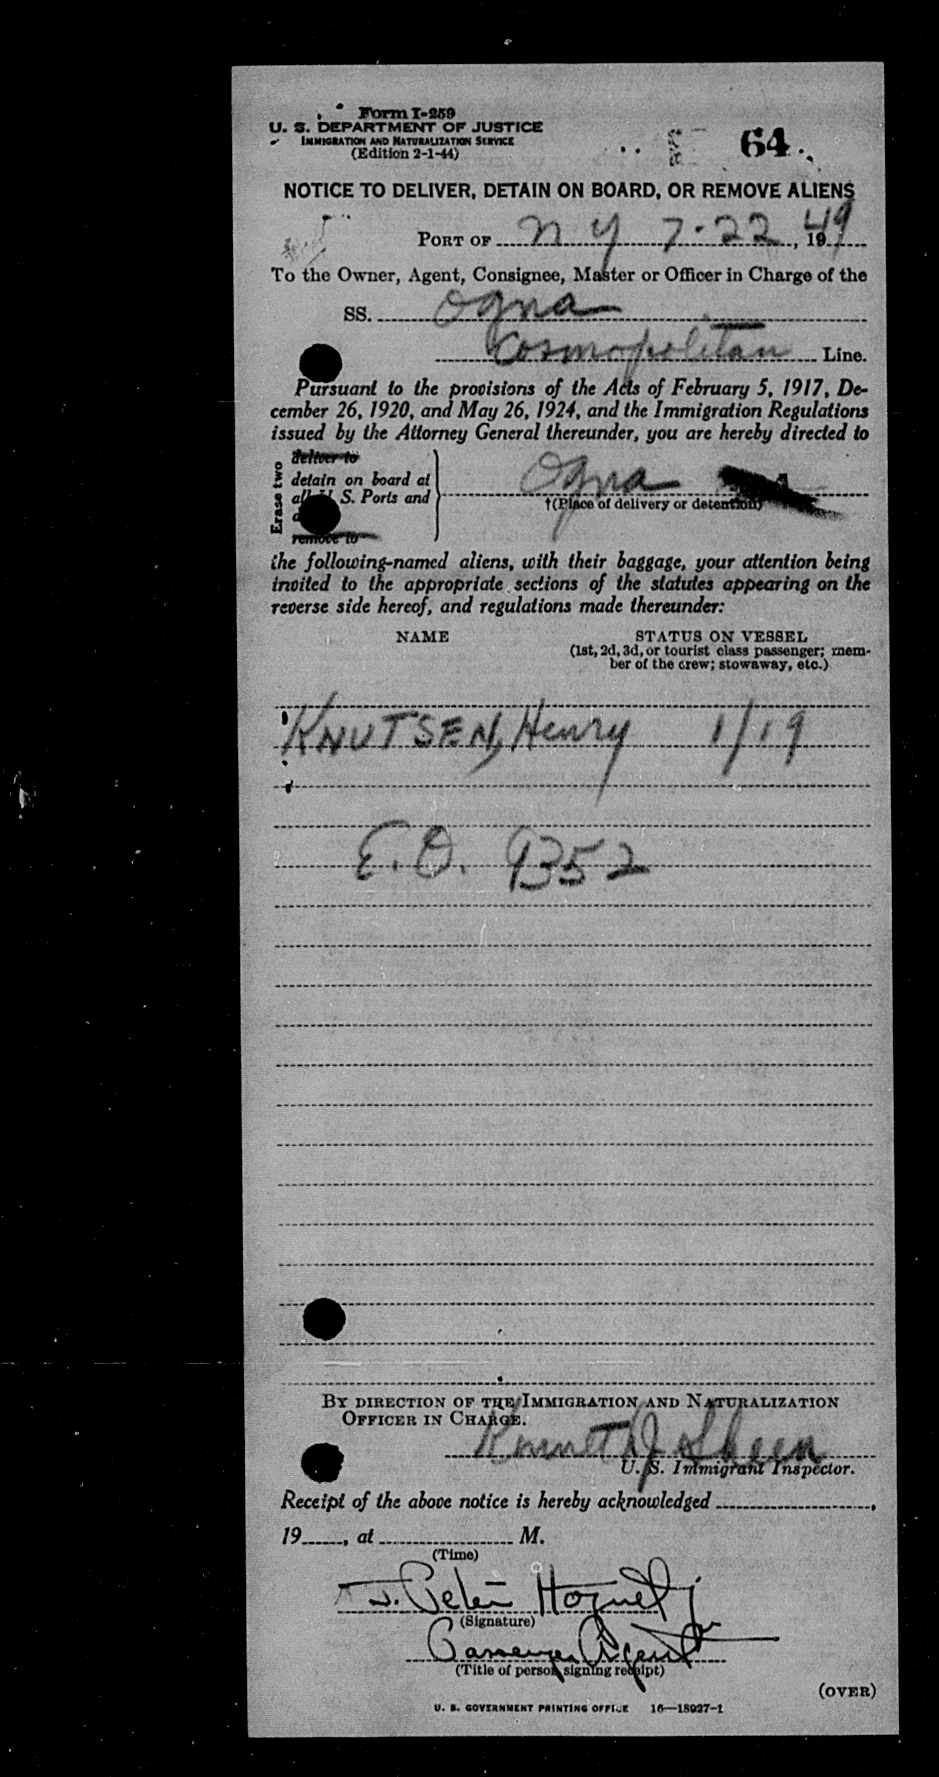 Form I-259
U. S. DEPARTMENT OF JUSTICE
IMMIGRATION AND NATURALIZATION SERVICE
(Edition 2-1-44)
64
NOTICE TO DELIVER, DETAIN ON BOARD, OR REMOVE ALIENS
PORT OF N Y 7-22, 1949
To the Owner, Agent, Consignee, Master or Officer in Charge of the
SS. Ogna
Cosmopolitan Line.
Pursuant to the provisions of the Acts of February 5, 1917, De-
cember 26, 1920, and May 26, 1924, and the Immigration Regulations
issued by the Attorney General thereunder, you are hereby directed to
Erase two
deliver to
detain on board at
all U. S. Ports and
remove to
Ogna
†(Place of delivery or detention)
the following-named aliens, with their baggage, your attention being
invited to the appropriate sections of the statutes appearing on the
reverse side hereof, and regulations made thereunder:
NAME STATUS ON VESSEL
(1st, 2d, 3d, or tourist class passenger; mem-
ber of the crew; stowaway, etc.)
KNUTSEN, Henry 1/19
E.O. 9352
BY DIRECTION OF THE IMMIGRATION AND NATURALIZATION
OFFICER IN CHARGE.
Kenneth J
U. S. Immigrant Inspector.
Receipt of the above notice is hereby acknowledged ,
19 , at M.
(Time)
J. Peter Hoguet Jr
(Signature)
Passenger Agent
(Title of person signing receipt)
(OVER)
U. S. GOVERNMENT PRINTING OFFICE 16—18927-1